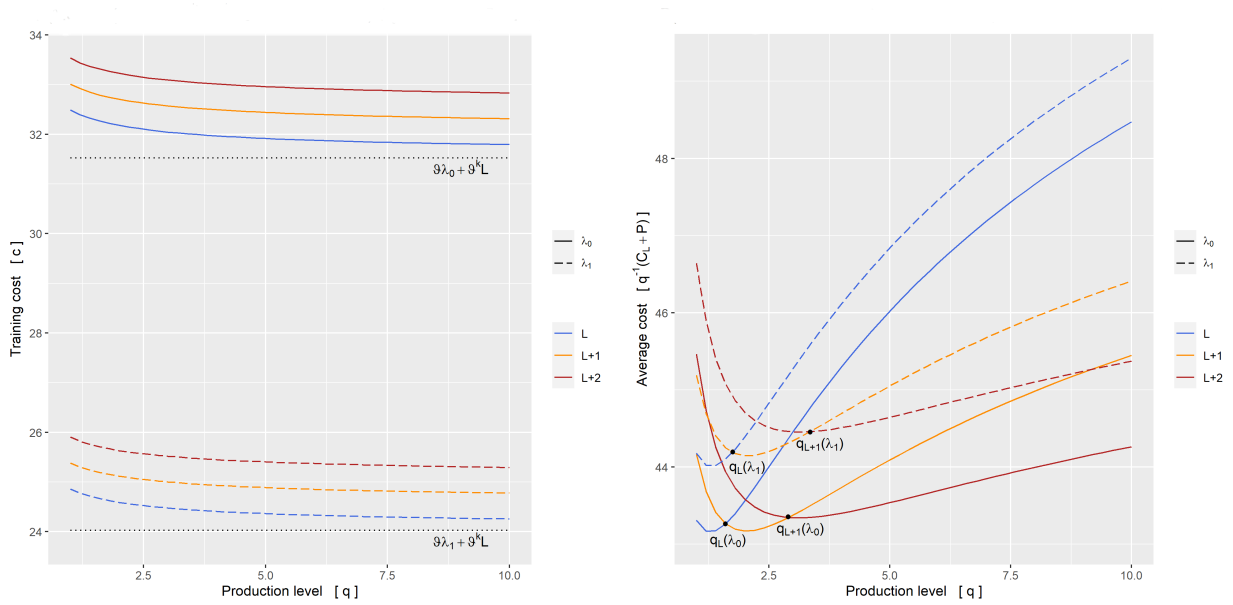 34
32
30
28
26
24
Training cost [ c ]
ϑλ₀ + ϑᵏL
ϑλ₁ + ϑᵏL
2.5 5.0 7.5 10.0
Production level [ q ]
λ₀
λ₁
L
L+1
L+2
48
46
44
Average cost [ q⁻¹(C_L + P) ]
q_L(λ₁)
q_L+1(λ₁)
q_L(λ₀)
q_L+1(λ₀)
2.5 5.0 7.5 10.0
Production level [ q ]
λ₀
λ₁
L
L+1
L+2